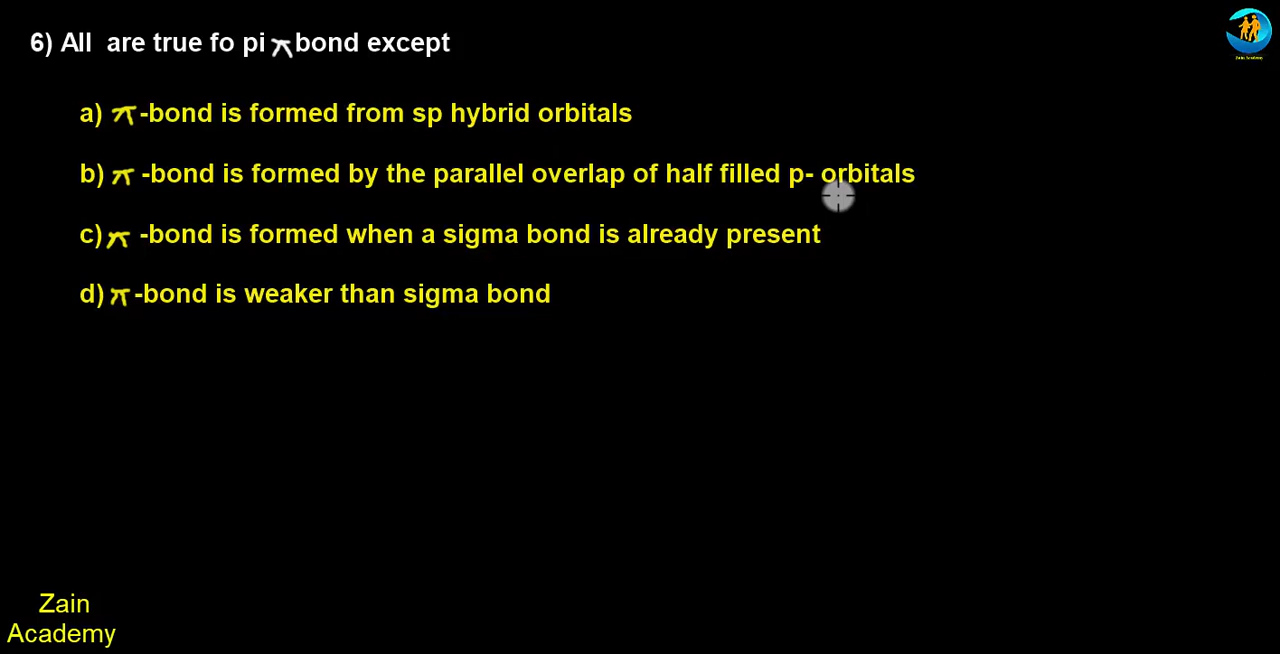 6) All are true fo pi π bond except
a) π -bond is formed from sp hybrid orbitals
b) π -bond is formed by the parallel overlap of half filled p- orbitals
c) π -bond is formed when a sigma bond is already present
d) π -bond is weaker than sigma bond
Zain
Academy
Zain Academy